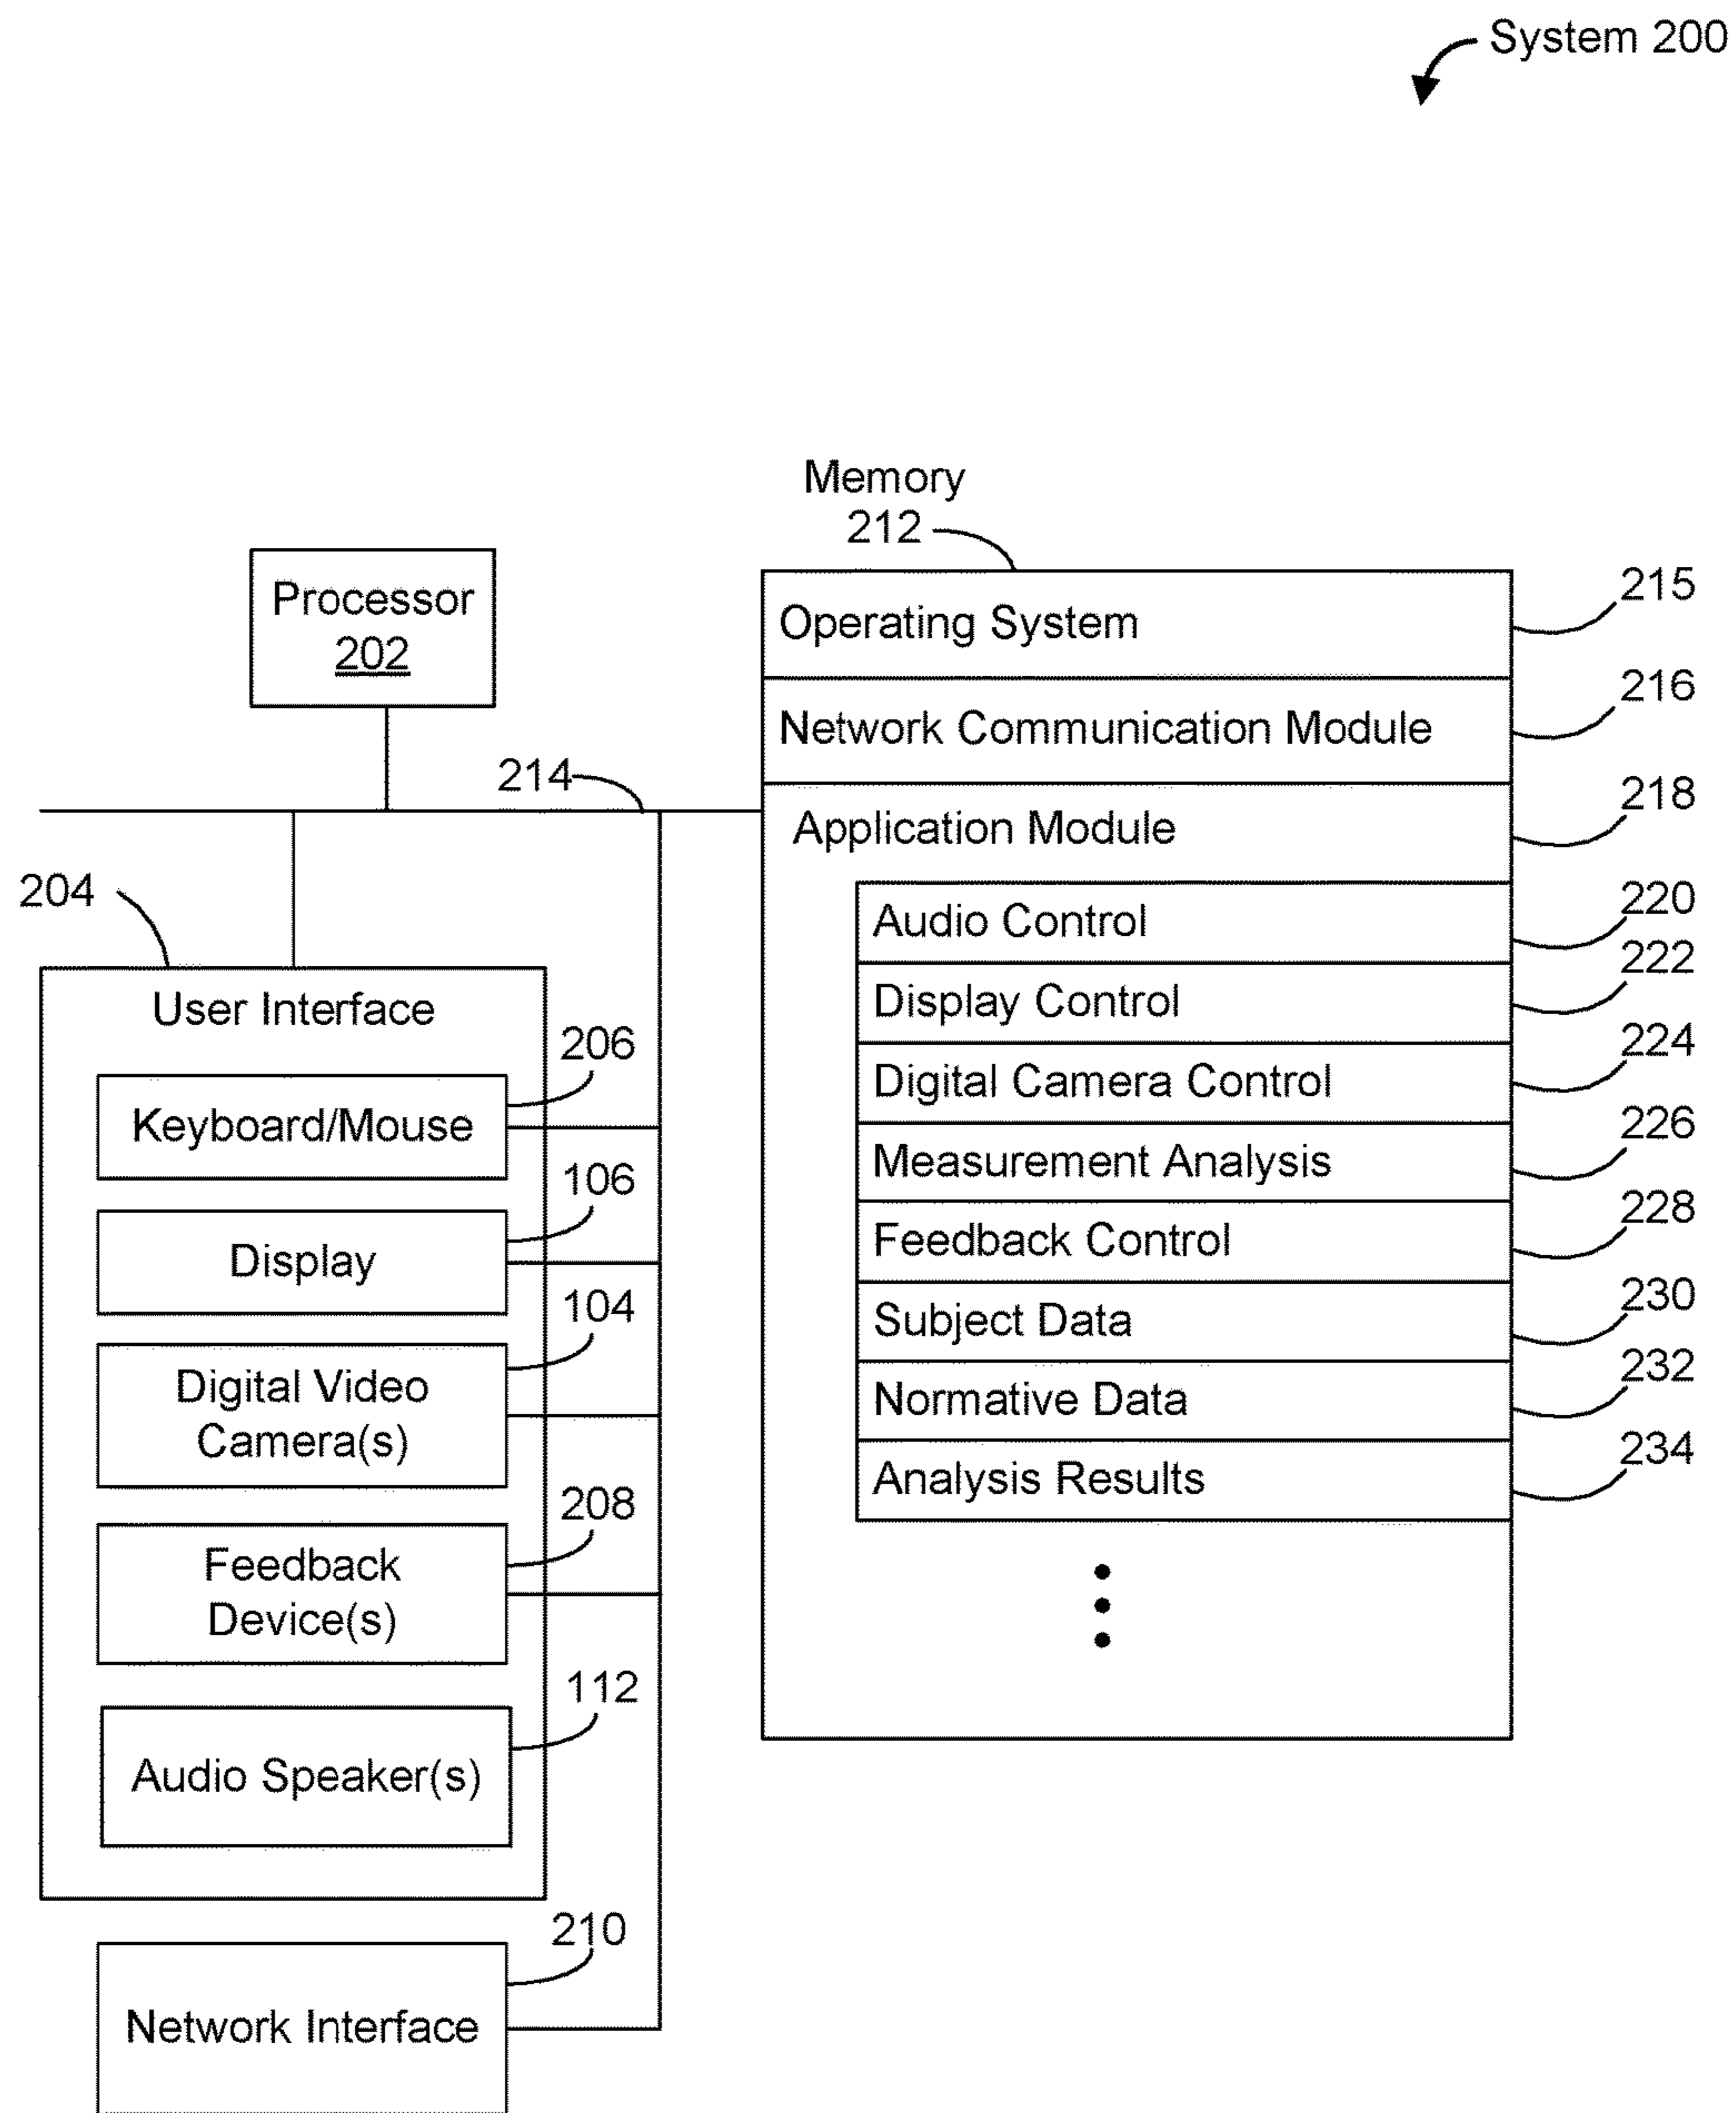 System 200
Memory
212
Processor
202
Operating System
215
Network Communication Module
216
214
Application Module
218
204
Audio Control
220
Display Control
222
Digital Camera Control
224
Measurement Analysis
226
Feedback Control
228
Subject Data
230
Normative Data
232
Analysis Results
234
User Interface
206
Keyboard/Mouse
106
Display
104
Digital Video
Camera(s)
208
Feedback
Device(s)
112
Audio Speaker(s)
210
Network Interface